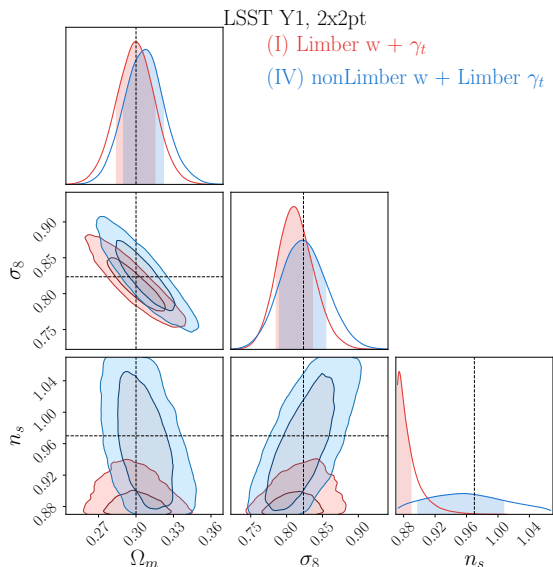 LSST Y1, 2x2pt
(I) Limber w + γt
(IV) nonLimber w + Limber γt
σ8
0.90
0.85
0.80
0.75
ns
1.04
1.00
0.96
0.92
0.88
0.27
0.30
0.33
0.36
Ωm
0.75
0.80
0.85
0.90
σ8
0.88
0.92
0.96
1.00
1.04
ns